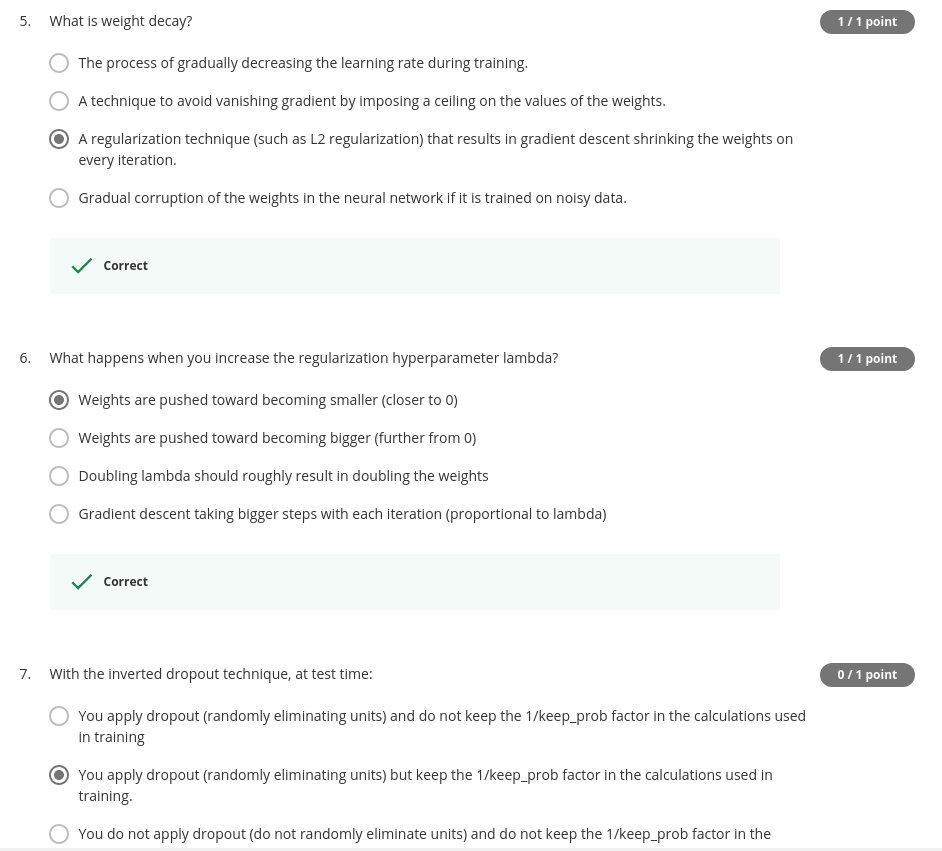 5. What is weight decay? 1 / 1 point
The process of gradually decreasing the learning rate during training.
A technique to avoid vanishing gradient by imposing a ceiling on the values of the weights.
A regularization technique (such as L2 regularization) that results in gradient descent shrinking the weights on
every iteration.
Gradual corruption of the weights in the neural network if it is trained on noisy data.
Correct
6. What happens when you increase the regularization hyperparameter lambda? 1 / 1 point
Weights are pushed toward becoming smaller (closer to 0)
Weights are pushed toward becoming bigger (further from 0)
Doubling lambda should roughly result in doubling the weights
Gradient descent taking bigger steps with each iteration (proportional to lambda)
Correct
7. With the inverted dropout technique, at test time: 0 / 1 point
You apply dropout (randomly eliminating units) and do not keep the 1/keep_prob factor in the calculations used
in training
You apply dropout (randomly eliminating units) but keep the 1/keep_prob factor in the calculations used in
training.
You do not apply dropout (do not randomly eliminate units) and do not keep the 1/keep_prob factor in the